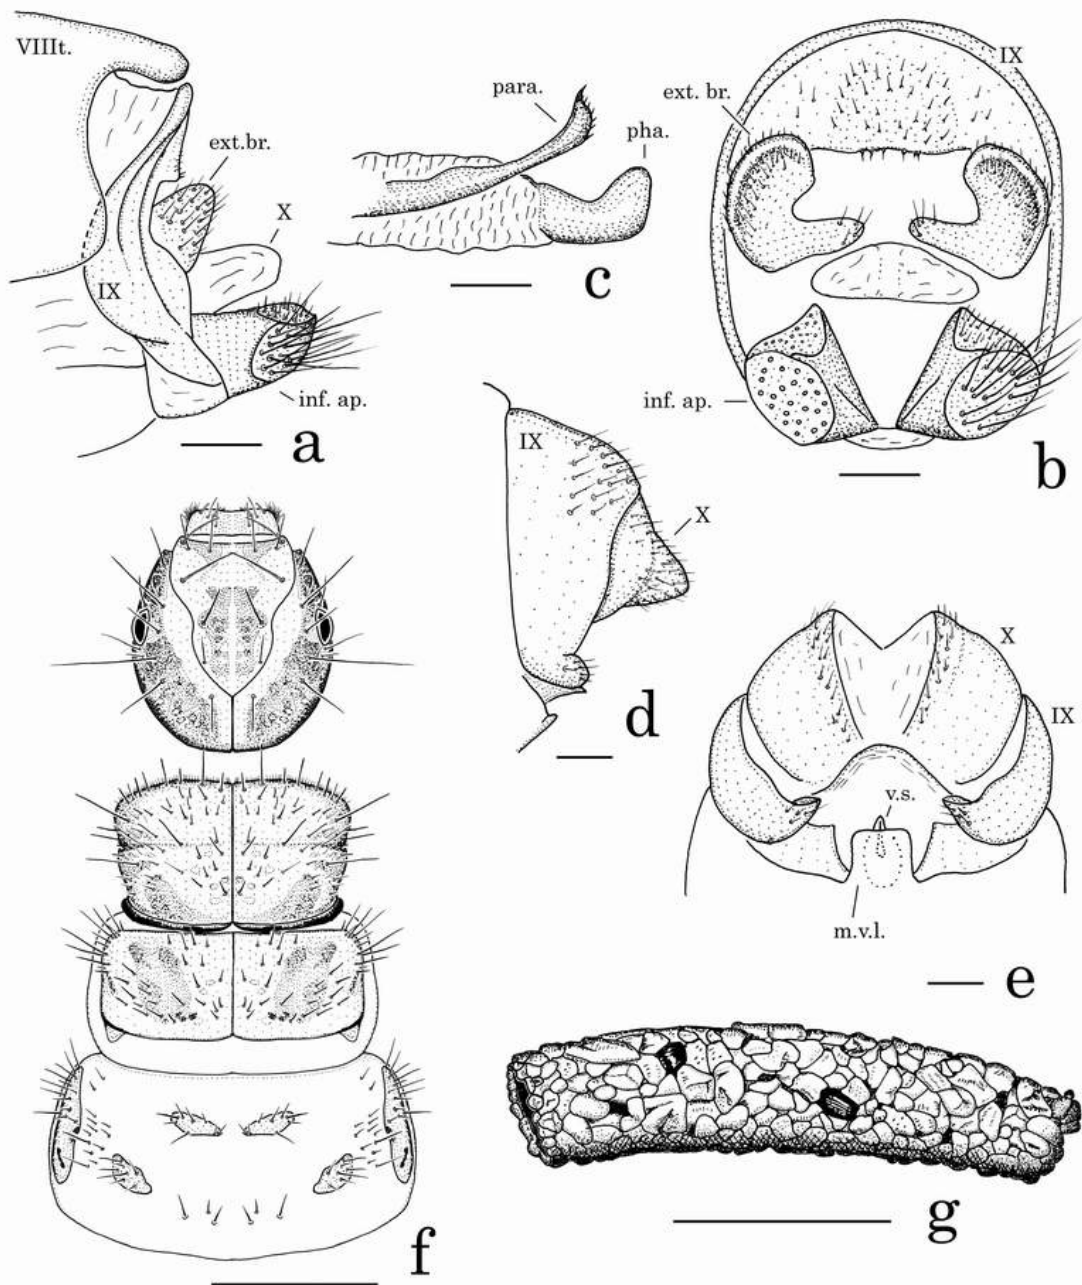 VIIIt.
ext.br.
X
IX
inf. ap.
a
para.
pha.
c
IX
ext. br.
inf. ap.
b
IX
X
d
X
IX
v.s.
m.v.l.
e
f
g